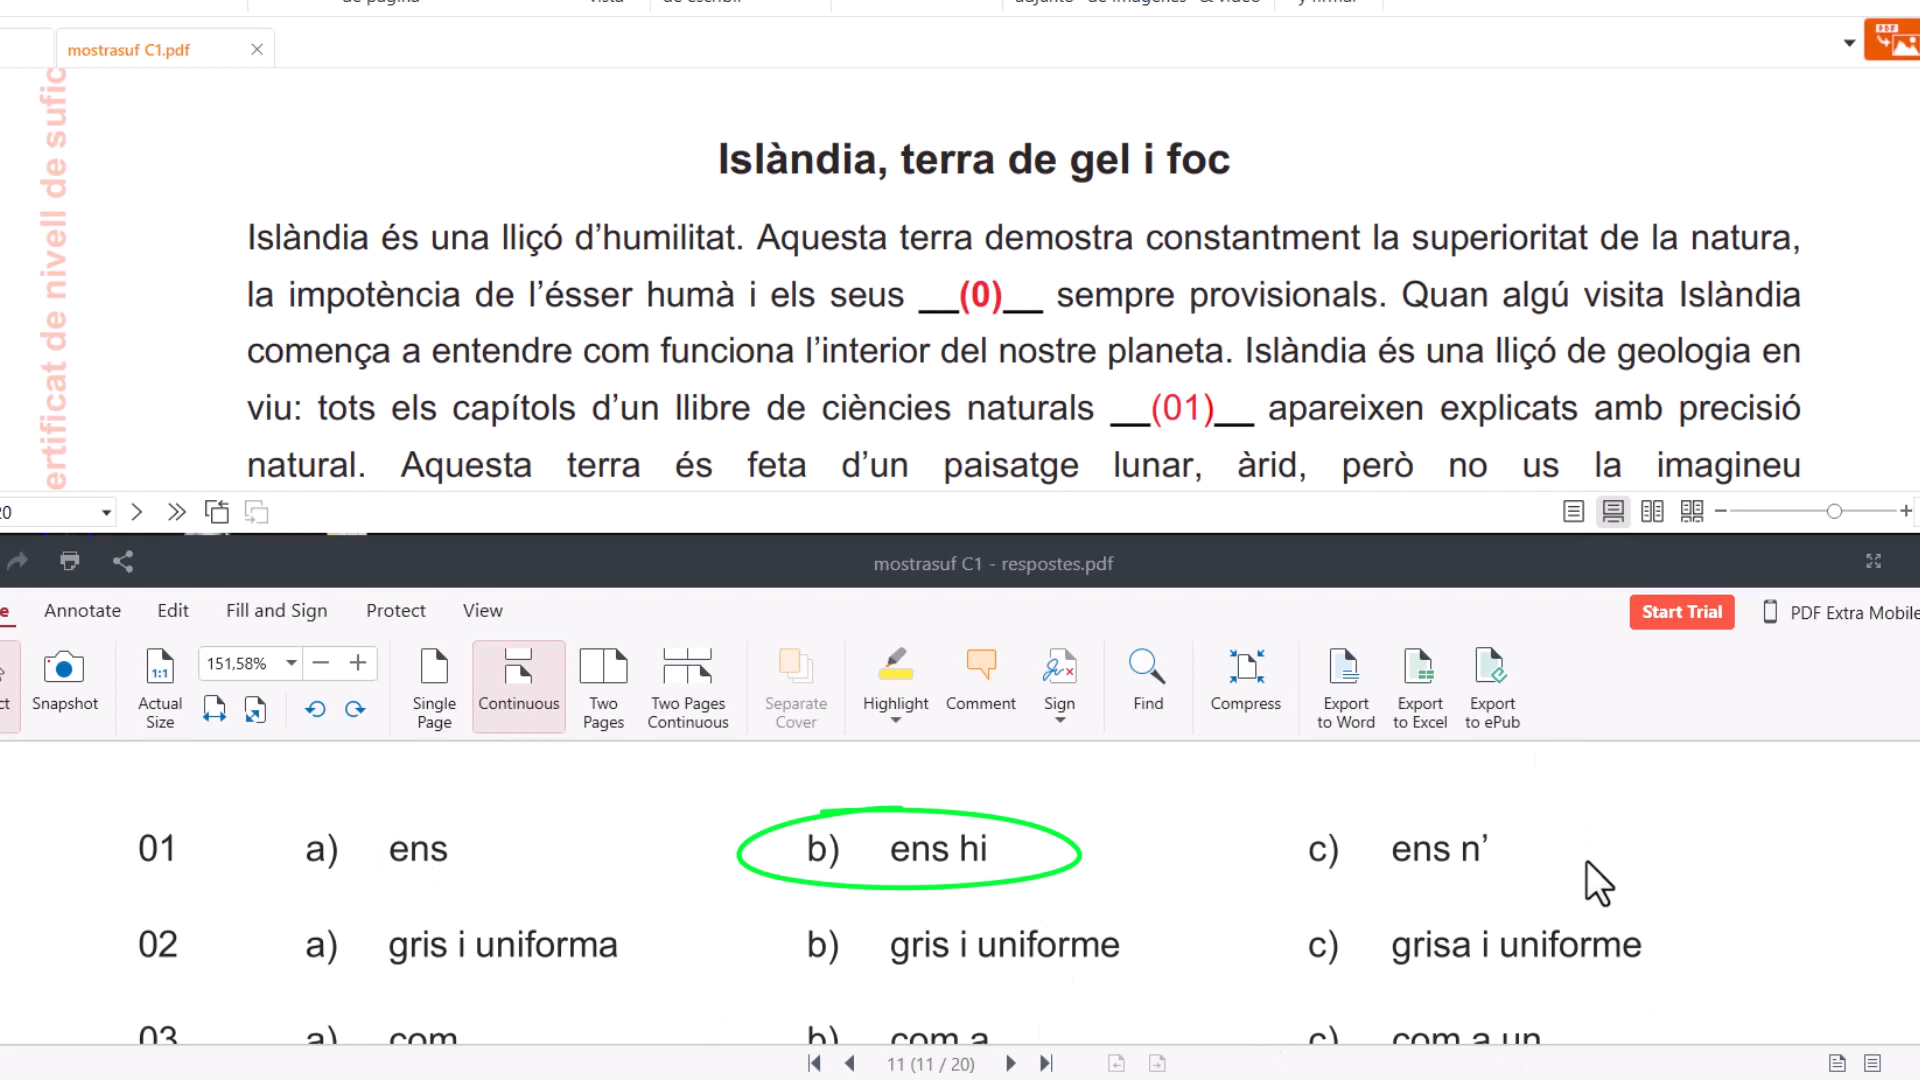 mostrasuf C1.pdf
ertificat de nivell de sufic
Islàndia, terra de gel i foc
Islàndia és una lliçó d’humilitat. Aquesta terra demostra constantment la superioritat de la natura,
la impotència de l’ésser humà i els seus __(0)__ sempre provisionals. Quan algú visita Islàndia
comença a entendre com funciona l’interior del nostre planeta. Islàndia és una lliçó de geologia en
viu: tots els capítols d’un llibre de ciències naturals __(01)__ apareixen explicats amb precisió
natural. Aquesta terra és feta d’un paisatge lunar, àrid, però no us la imagineu
mostrasuf C1 - respostes.pdf
Annotate Edit Fill and Sign Protect View
Start Trial PDF Extra Mobile
151,58%
Snapshot
Actual Size
Single Page
Continuous
Two Pages
Two Pages Continuous
Separate Cover
Highlight
Comment
Sign
Find
Compress
Export to Word
Export to Excel
Export to ePub
01 a) ens b) ens hi c) ens n’
02 a) gris i uniforma b) gris i uniforme c) grisa i uniforme
03 a) com b) com a c) com a un
11 (11 / 20)